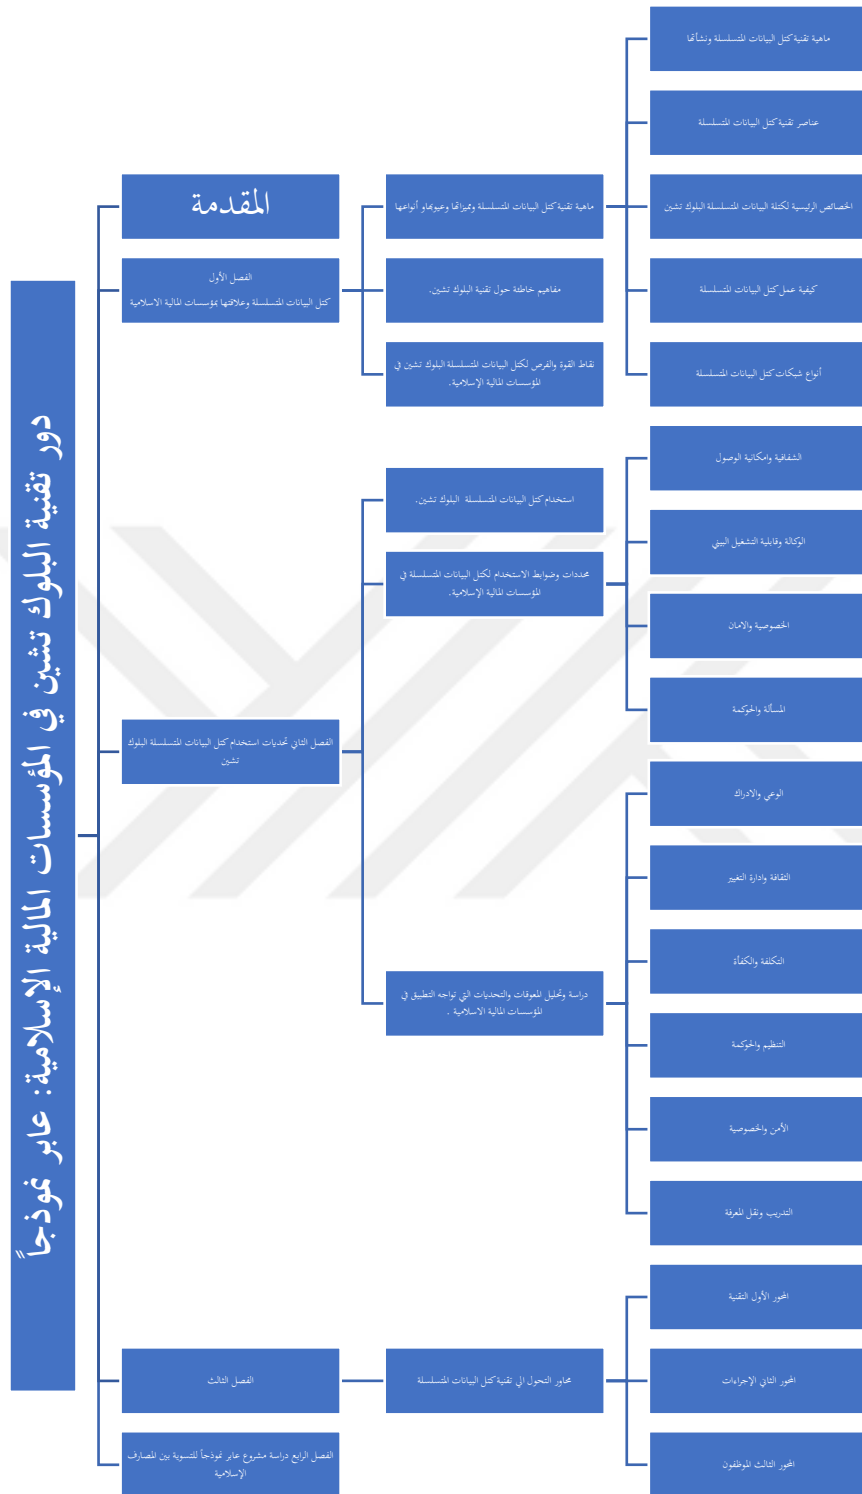 دور تقنية البلوك تشين في المؤسسات المالية الإسلامية: عابر نموذجاً
المقدمة
الفصل الأول
كتل البيانات المتسلسلة وعلاقتها بمؤسسات المالية الاسلامية
ماهية تقنية كتل البيانات المتسلسلة ومميزاتها وعيوبهاو أنواعها
ماهية تقنية كتل البيانات المتسلسلة ونشأتها
عناصر تقنية كتل البيانات المتسلسلة
الخصائص الرئيسية لكتلة البيانات المتسلسلة البلوك تشين
كيفية عمل كتل البيانات المتسلسلة
أنواع شبكات كتل البيانات المتسلسلة
مفاهيم خاطئة حول تقنية البلوك تشين.
نقاط القوة والفرص لكتل البيانات المتسلسلة البلوك تشين في
المؤسسات المالية الإسلامية.
الفصل الثاني تحديات استخدام كتل البيانات المتسلسلة البلوك
تشين
استخدام كتل البيانات المتسلسلة البلوك تشين.
محددات وضوابط الاستخدام لكتل البيانات المتسلسلة في
المؤسسات المالية الإسلامية.
الشفافية وامكانية الوصول
الوكالة وقابلية التشغيل البيني
الخصوصية والامان
المسألة والحوكمة
دراسة وتحليل المعوقات والتحديات التي تواجه التطبيق في
المؤسسات المالية الاسلامية .
الوعي والادراك
الثقافة وادارة التغيير
التكلفة والكفأة
التنظيم والحوكمة
الأمن والخصوصية
التدريب ونقل المعرفة
الفصل الثالث
محاور التحول الي تقنية كتل البيانات المتسلسلة
المحور الأول التقنية
المحور الثاني الإجراءات
المحور الثالث الموظفون
الفصل الرابع دراسة مشروع عابر نموذجاً للتسوية بين المصارف
الإسلامية